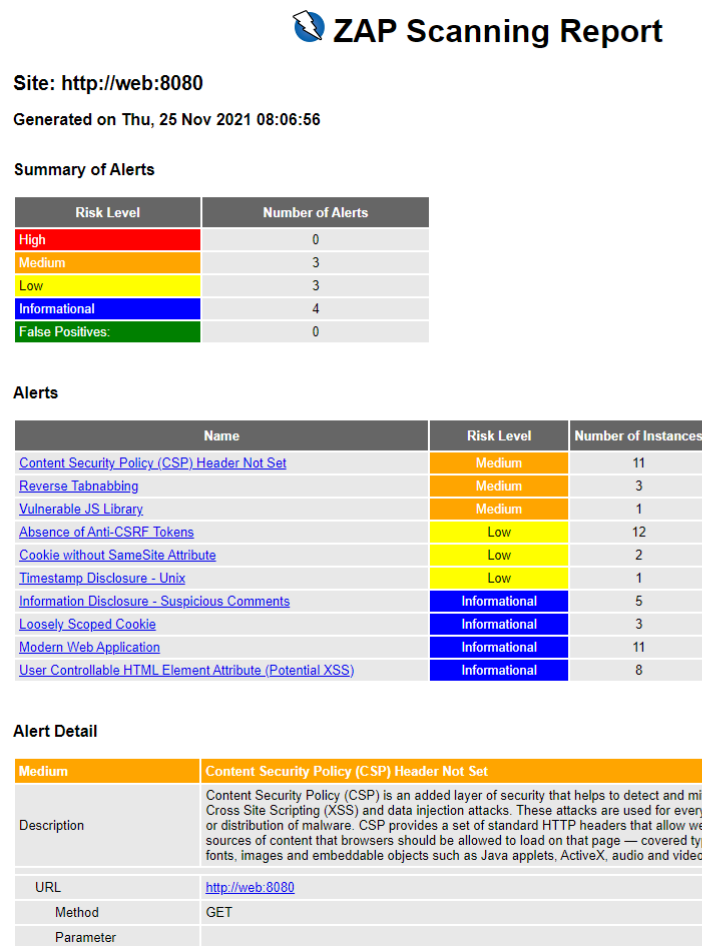 ZAP Scanning Report
Site: http://web:8080
Generated on Thu, 25 Nov 2021 08:06:56
Summary of Alerts
Risk Level Number of Alerts
High 0
Medium 3
Low 3
Informational 4
False Positives: 0
Alerts
Name Risk Level Number of Instances
Content Security Policy (CSP) Header Not Set Medium 11
Reverse Tabnabbing Medium 3
Vulnerable JS Library Medium 1
Absence of Anti-CSRF Tokens Low 12
Cookie without SameSite Attribute Low 2
Timestamp Disclosure - Unix Low 1
Information Disclosure - Suspicious Comments Informational 5
Loosely Scoped Cookie Informational 3
Modern Web Application Informational 11
User Controllable HTML Element Attribute (Potential XSS) Informational 8
Alert Detail
Medium Content Security Policy (CSP) Header Not Set
Description
Content Security Policy (CSP) is an added layer of security that helps to detect and mi
Cross Site Scripting (XSS) and data injection attacks. These attacks are used for every
or distribution of malware. CSP provides a set of standard HTTP headers that allow we
sources of content that browsers should be allowed to load on that page — covered ty
fonts, images and embeddable objects such as Java applets, ActiveX, audio and video
URL http://web:8080
Method GET
Parameter